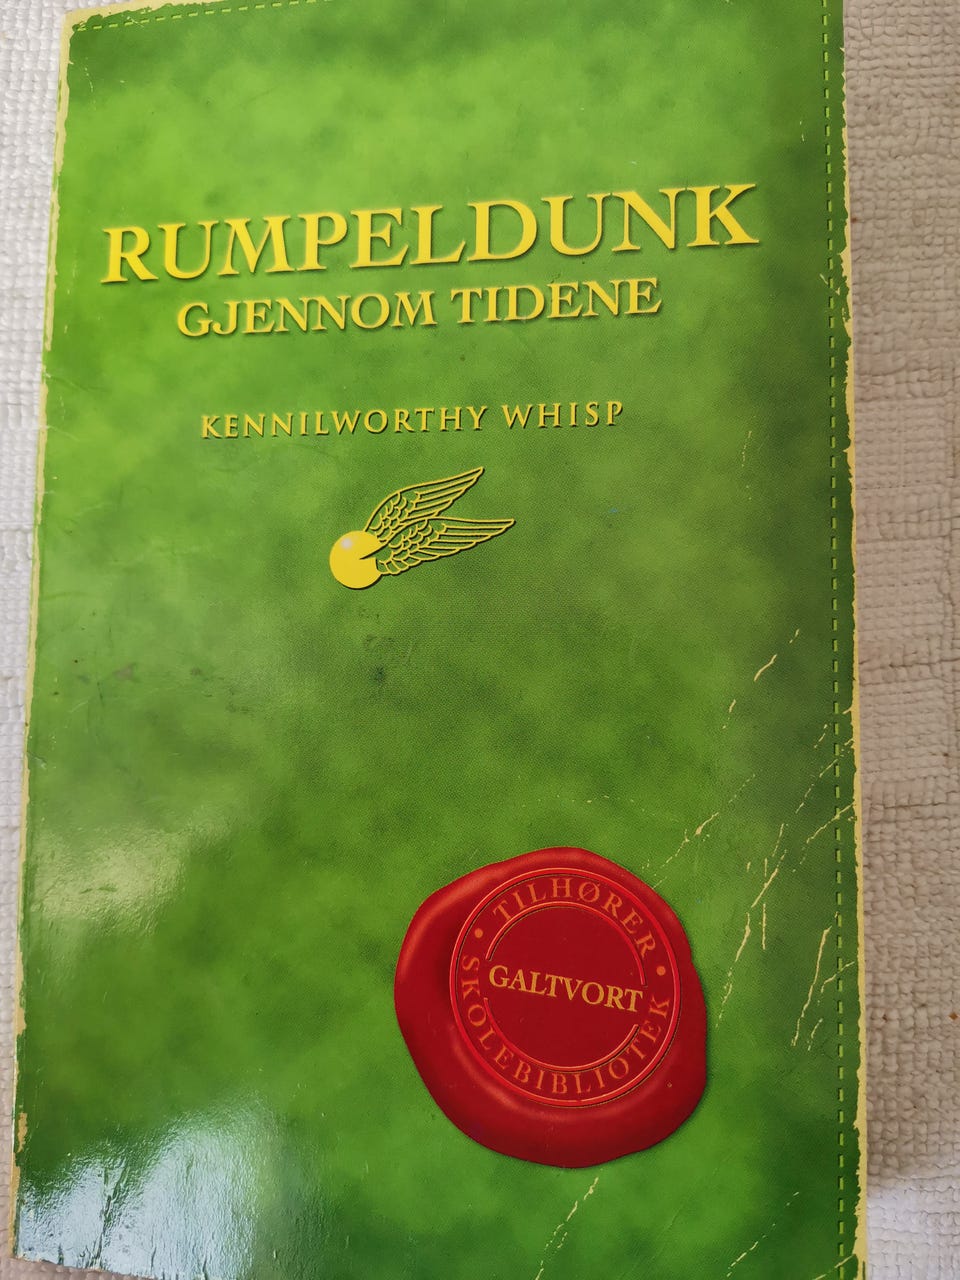 RUMPELDUNK
GJENNOM TIDENE
KENNILWORTHY WHISP
TILHØRER
GALTVORT
SKOLEBIBLIOTEK